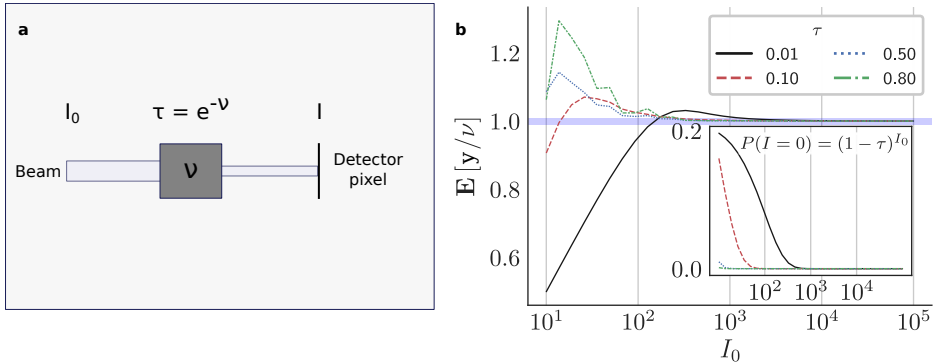 a
I₀
τ = e⁻ᵛ
I
Beam
ν
Detector
pixel
b
E [y/ν]
1.2
1.0
0.8
0.6
τ
0.01
0.50
0.10
0.80
0.2
P(I = 0) = (1 − τ)^I₀
0.0
10²
10³
10⁴
10¹
10²
10³
10⁴
10⁵
I₀